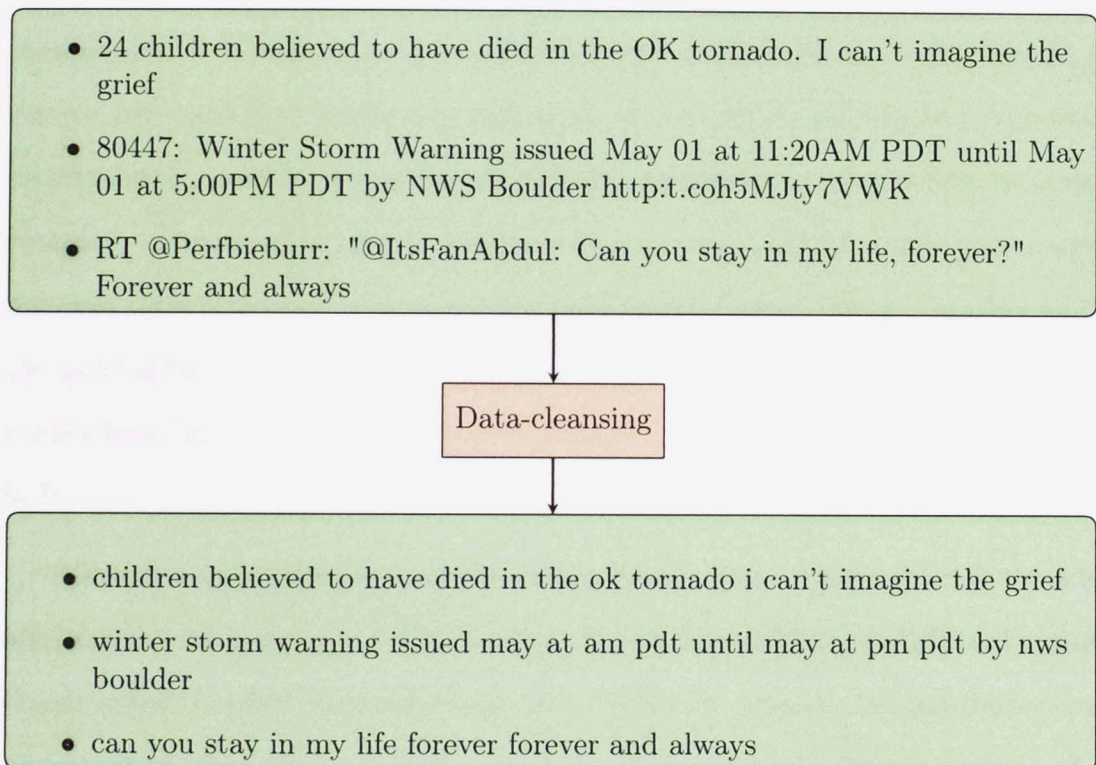 • 24 children believed to have died in the OK tornado. I can't imagine the
grief
• 80447: Winter Storm Warning issued May 01 at 11:20AM PDT until May
01 at 5:00PM PDT by NWS Boulder http:t.coh5MJty7VWK
• RT @Perfbieburr: "@ItsFanAbdul: Can you stay in my life, forever?"
Forever and always
Data-cleansing
• children believed to have died in the ok tornado i can't imagine the grief
• winter storm warning issued may at am pdt until may at pm pdt by nws
boulder
• can you stay in my life forever forever and always